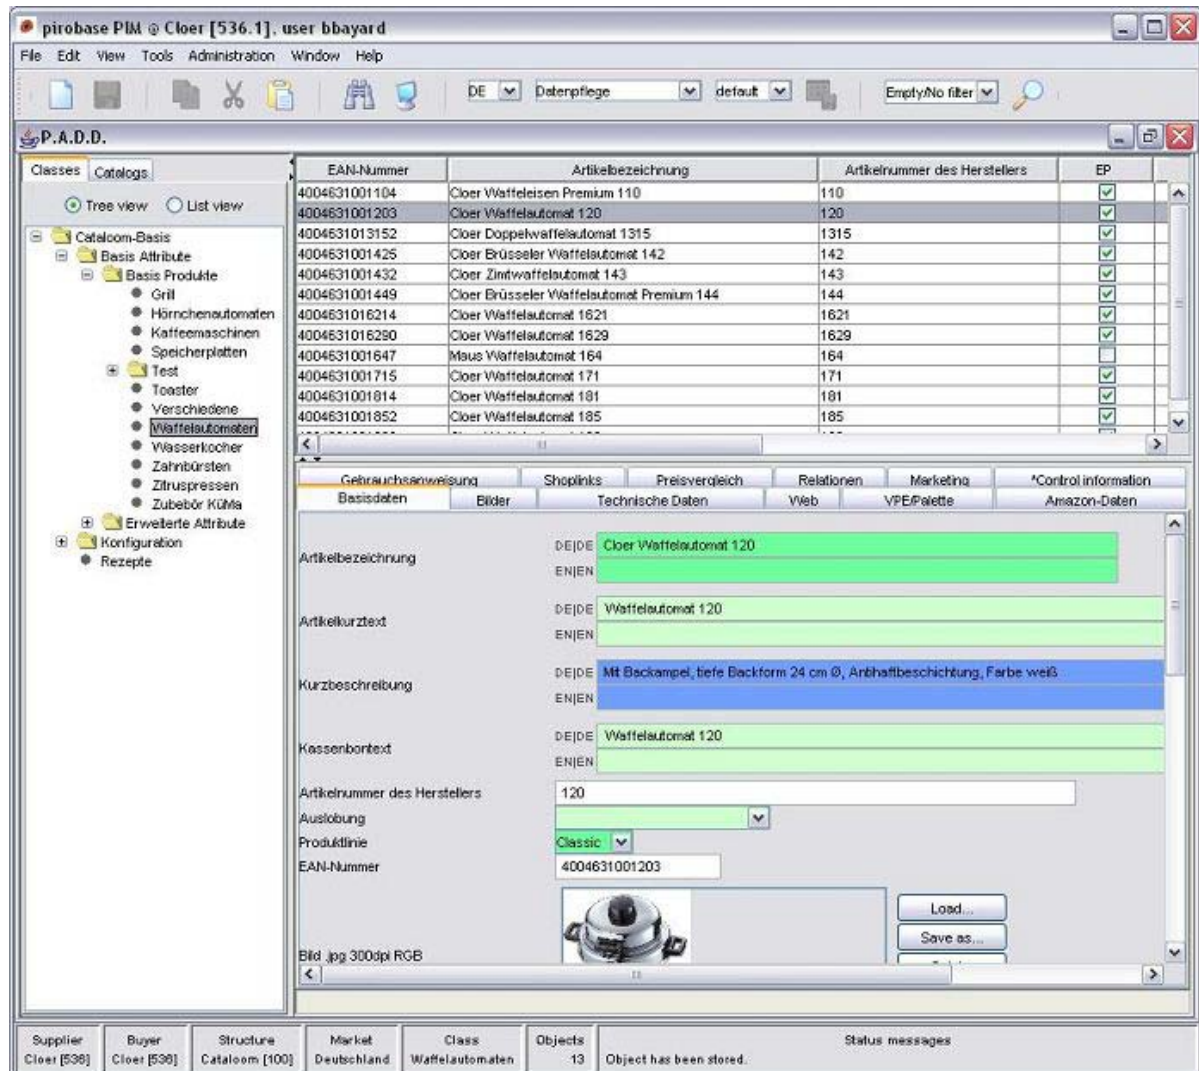 pirobase PIM @ Cloer [536.1], user bbayard
File Edit View Tools Administration Window Help
DE Datenpflege default Empty/No filter
P.A.D.D.
Classes Catalogs
Tree view List view
Cataloom-Basis
Basis Attribute
Basis Produkte
Grill
Hörnchenautomaten
Kaffeemaschinen
Speicherplatten
Test
Toaster
Verschiedene
Waffelautomaten
Wasserkocher
Zahnbürsten
Zitruspressen
Zubebör KüMa
Erweiterte Attribute
Konfiguration
Rezepte
EAN-Nummer Artikelbezeichnung Artikelnummer des Herstellers EP
4004631001104 Cloer Waffeleisen Premium 110 110
4004631001203 Cloer Waffelautomat 120 120
4004631013152 Cloer Doppelwaffelautomat 1315 1315
4004631001425 Cloer Brüsseler Waffelautomat 142 142
4004631001432 Cloer Zimtwaffelautomat 143 143
4004631001449 Cloer Brüsseler Waffelautomat Premium 144 144
4004631016214 Cloer Waffelautomat 1621 1621
4004631016290 Cloer Waffelautomat 1629 1629
4004631001647 Maus Waffelautomat 164 164
4004631001715 Cloer Waffelautomat 171 171
4004631001814 Cloer Waffelautomat 181 181
4004631001852 Cloer Waffelautomat 185 185
Gebrauchsanweisung Shoplinks Preisvergleich Relationen Marketing *Control information
Basisdaten Bilder Technische Daten Web VPE/Palette Amazon-Daten
Artikelbezeichnung
DE|DE Cloer Waffelautomat 120
EN|EN
Artikelkurztext
DE|DE Waffelautomat 120
EN|EN
Kurzbeschreibung
DE|DE Mit Backampel, tiefe Backform 24 cm Ø, Antihaftbeschichtung, Farbe weiß
EN|EN
Kassenbontext
DE|DE Waffelautomat 120
EN|EN
Artikelnummer des Herstellers 120
Auslobung
Produktlinie Classic
EAN-Nummer 4004631001203
Bild .jpg 300dpi RGB
Load...
Save as...
Supplier Buyer Structure Market Class Objects Status messages
Cloer [536] Cloer [536] Cataloom [100] Deutschland Waffelautomaten 13 Object has been stored.